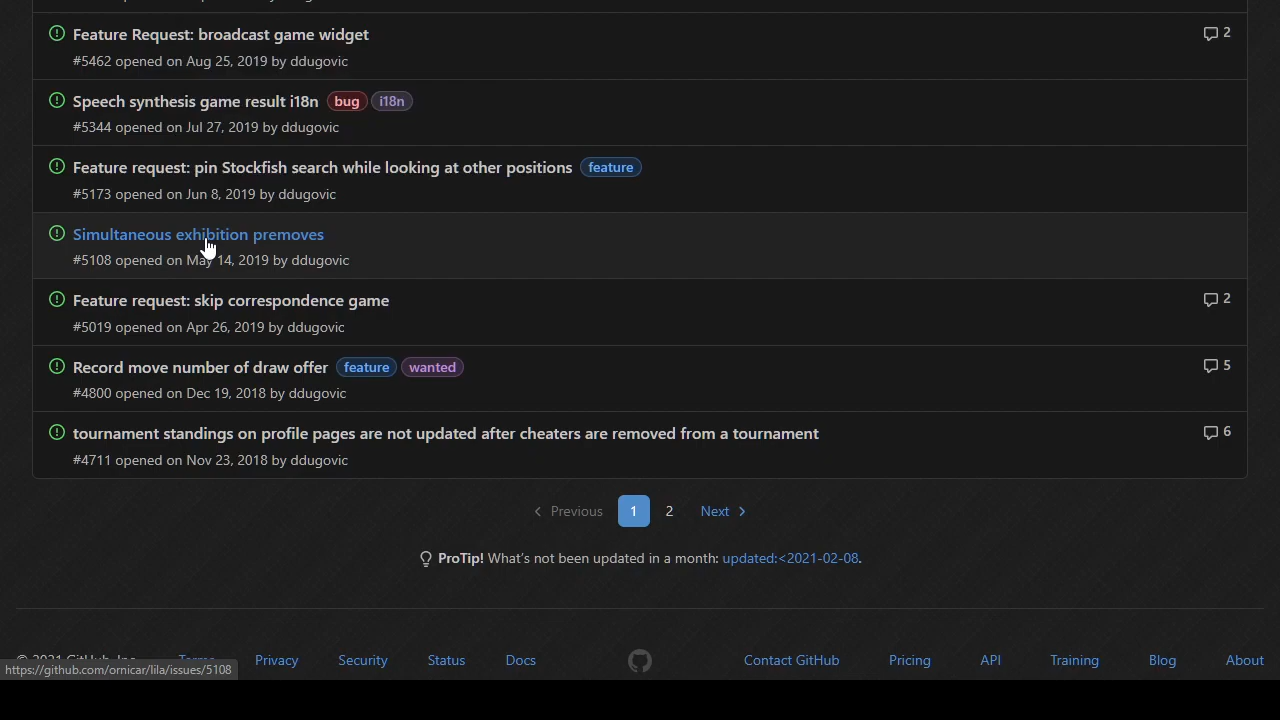 Feature Request: broadcast game widget
2
#5462 opened on Aug 25, 2019 by ddugovic
Speech synthesis game result i18n bug i18n
#5344 opened on Jul 27, 2019 by ddugovic
Feature request: pin Stockfish search while looking at other positions feature
#5173 opened on Jun 8, 2019 by ddugovic
Simultaneous exhibition premoves
#5108 opened on May 14, 2019 by ddugovic
Feature request: skip correspondence game
2
#5019 opened on Apr 26, 2019 by ddugovic
Record move number of draw offer feature wanted
5
#4800 opened on Dec 19, 2018 by ddugovic
tournament standings on profile pages are not updated after cheaters are removed from a tournament
6
#4711 opened on Nov 23, 2018 by ddugovic
Previous 1 2 Next
ProTip! What's not been updated in a month: updated:<2021-02-08.
© 2021 GitHub, Inc. Terms Privacy Security Status Docs Contact GitHub Pricing API Training Blog About
https://github.com/ornicar/lila/issues/5108